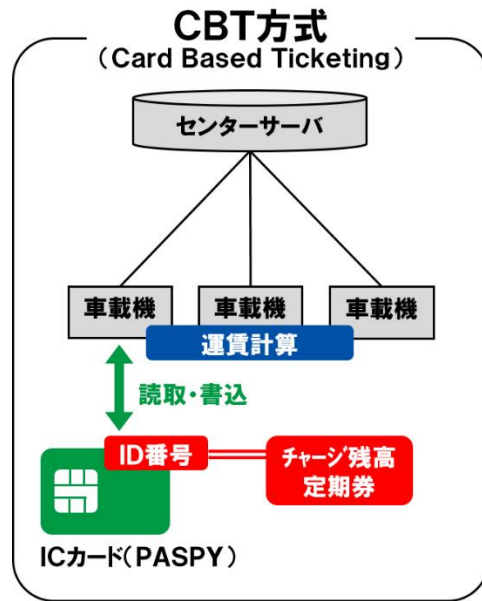 CBT方式
（Card Based Ticketing）
センターサーバ
車載機 車載機 車載機
運賃計算
読取・書込
ID番号
チャージ残高
定期券
ICカード（PASPY）